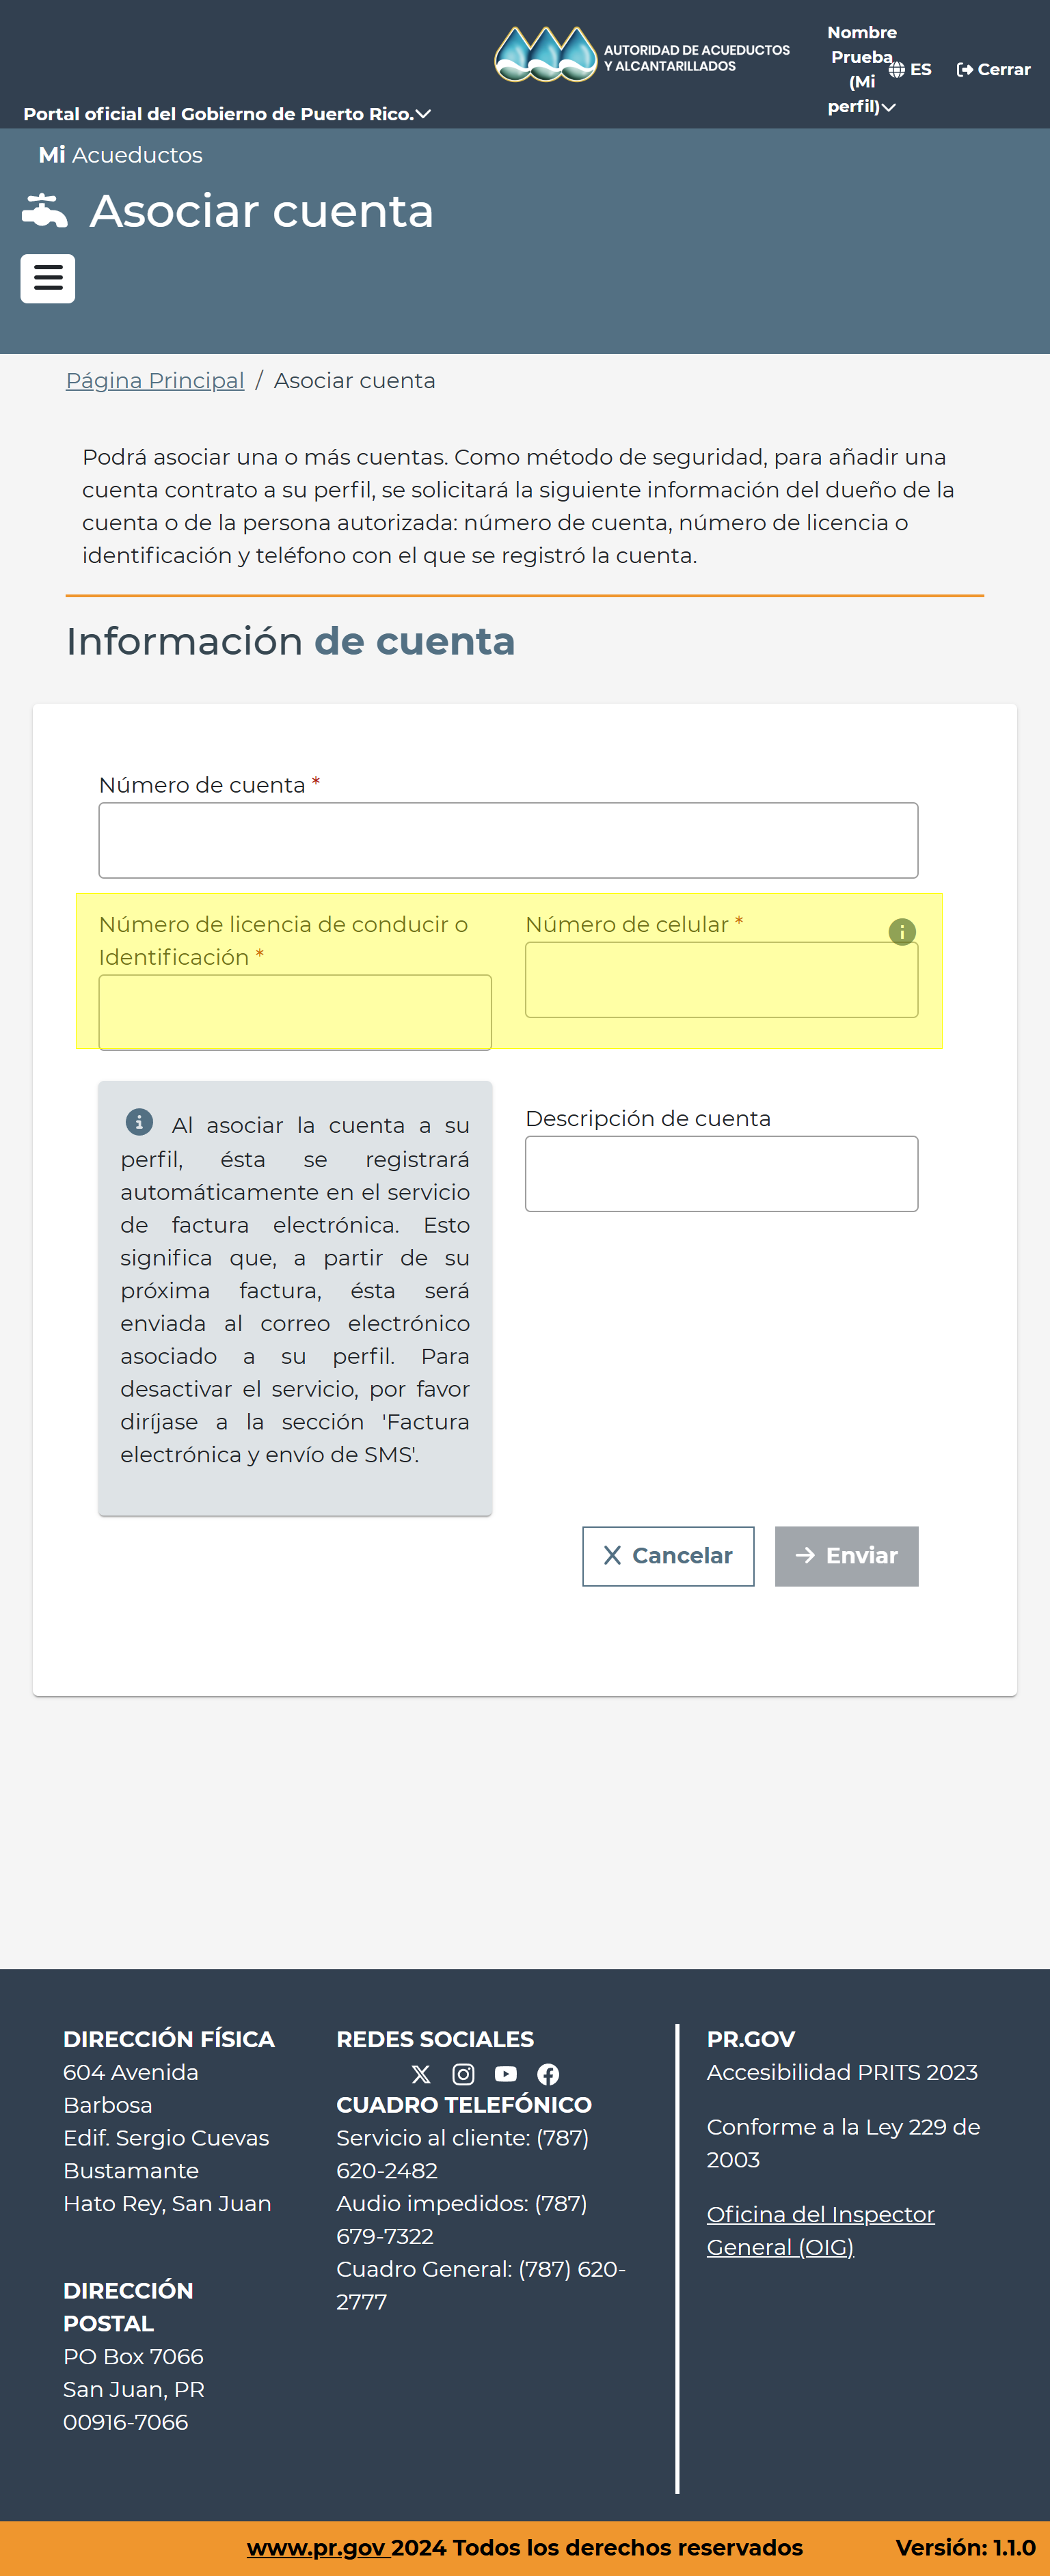 AUTORIDAD DE ACUEDUCTOS
Y ALCANTARILLADOS
Nombre
Prueba
(Mi
perfil)
ES
Cerrar
Portal oficial del Gobierno de Puerto Rico.
Mi Acueductos
Asociar cuenta
Página Principal / Asociar cuenta
Podrá asociar una o más cuentas. Como método de seguridad, para añadir una
cuenta contrato a su perfil, se solicitará la siguiente información del dueño de la
cuenta o de la persona autorizada: número de cuenta, número de licencia o
identificación y teléfono con el que se registró la cuenta.
Información de cuenta
Número de cuenta *
Número de licencia de conducir o
Identificación *
Número de celular *
Al asociar la cuenta a su
perfil, ésta se registrará
automáticamente en el servicio
de factura electrónica. Esto
significa que, a partir de su
próxima factura, ésta será
enviada al correo electrónico
asociado a su perfil. Para
desactivar el servicio, por favor
diríjase a la sección 'Factura
electrónica y envío de SMS'.
Descripción de cuenta
Cancelar
Enviar
DIRECCIÓN FÍSICA
604 Avenida
Barbosa
Edif. Sergio Cuevas
Bustamante
Hato Rey, San Juan
DIRECCIÓN
POSTAL
PO Box 7066
San Juan, PR
00916-7066
REDES SOCIALES
CUADRO TELEFÓNICO
Servicio al cliente: (787)
620-2482
Audio impedidos: (787)
679-7322
Cuadro General: (787) 620-
2777
PR.GOV
Accesibilidad PRITS 2023
Conforme a la Ley 229 de
2003
Oficina del Inspector
General (OIG)
www.pr.gov 2024 Todos los derechos reservados
Versión: 1.1.0